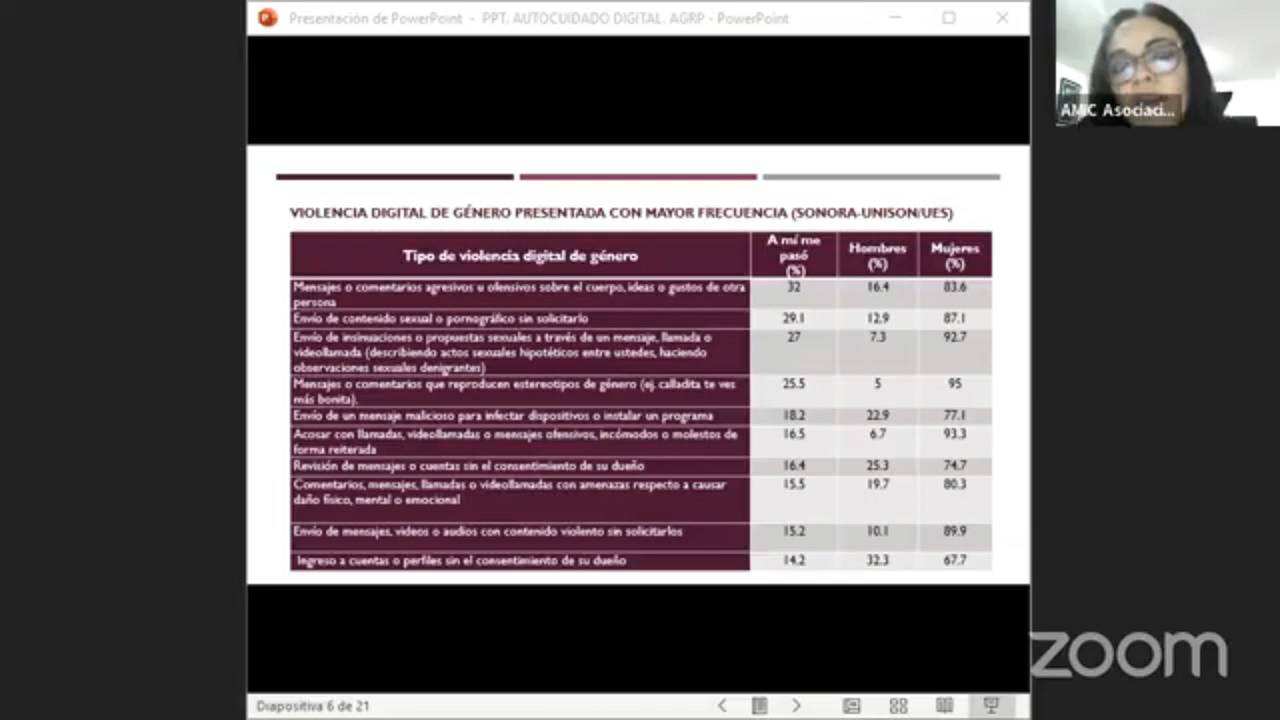 Presentación de PowerPoint - PPT. AUTOCUIDADO DIGITAL. AGRP - PowerPoint
AMIC Asociaci...
VIOLENCIA DIGITAL DE GÉNERO PRESENTADA CON MAYOR FRECUENCIA (SONORA-UNISON/UES)
Tipo de violencia digital de género
A mí me
pasó
(%)
Hombres
(%)
Mujeres
(%)
Mensajes o comentarios agresivos u ofensivos sobre el cuerpo, ideas o gustos de otra
persona
32 16.4 83.6
Envío de contenido sexual o pornográfico sin solicitarlo 29.1 12.9 87.1
Envío de insinuaciones o propuestas sexuales a través de un mensaje, llamada o
videollamada (describiendo actos sexuales hipotéticos entre ustedes, haciendo
observaciones sexuales denigrantes)
27 7.3 92.7
Mensajes o comentarios que reproducen estereotipos de género (ej. calladita te ves
más bonita).
25.5 5 95
Envío de un mensaje malicioso para infectar dispositivos o instalar un programa 18.2 22.9 77.1
Acosar con llamadas, videollamadas o mensajes ofensivos, incómodos o molestos de
forma reiterada
16.5 6.7 93.3
Revisión de mensajes o cuentas sin el consentimiento de su dueño 16.4 25.3 74.7
Comentarios, mensajes, llamadas o videollamadas con amenazas respecto a causar
daño físico, mental o emocional
15.5 19.7 80.3
Envío de mensajes, videos o audios con contenido violento sin solicitarlos 15.2 10.1 89.9
Ingreso a cuentas o perfiles sin el consentimiento de su dueño 14.2 32.3 67.7
zoom
Diapositiva 6 de 21